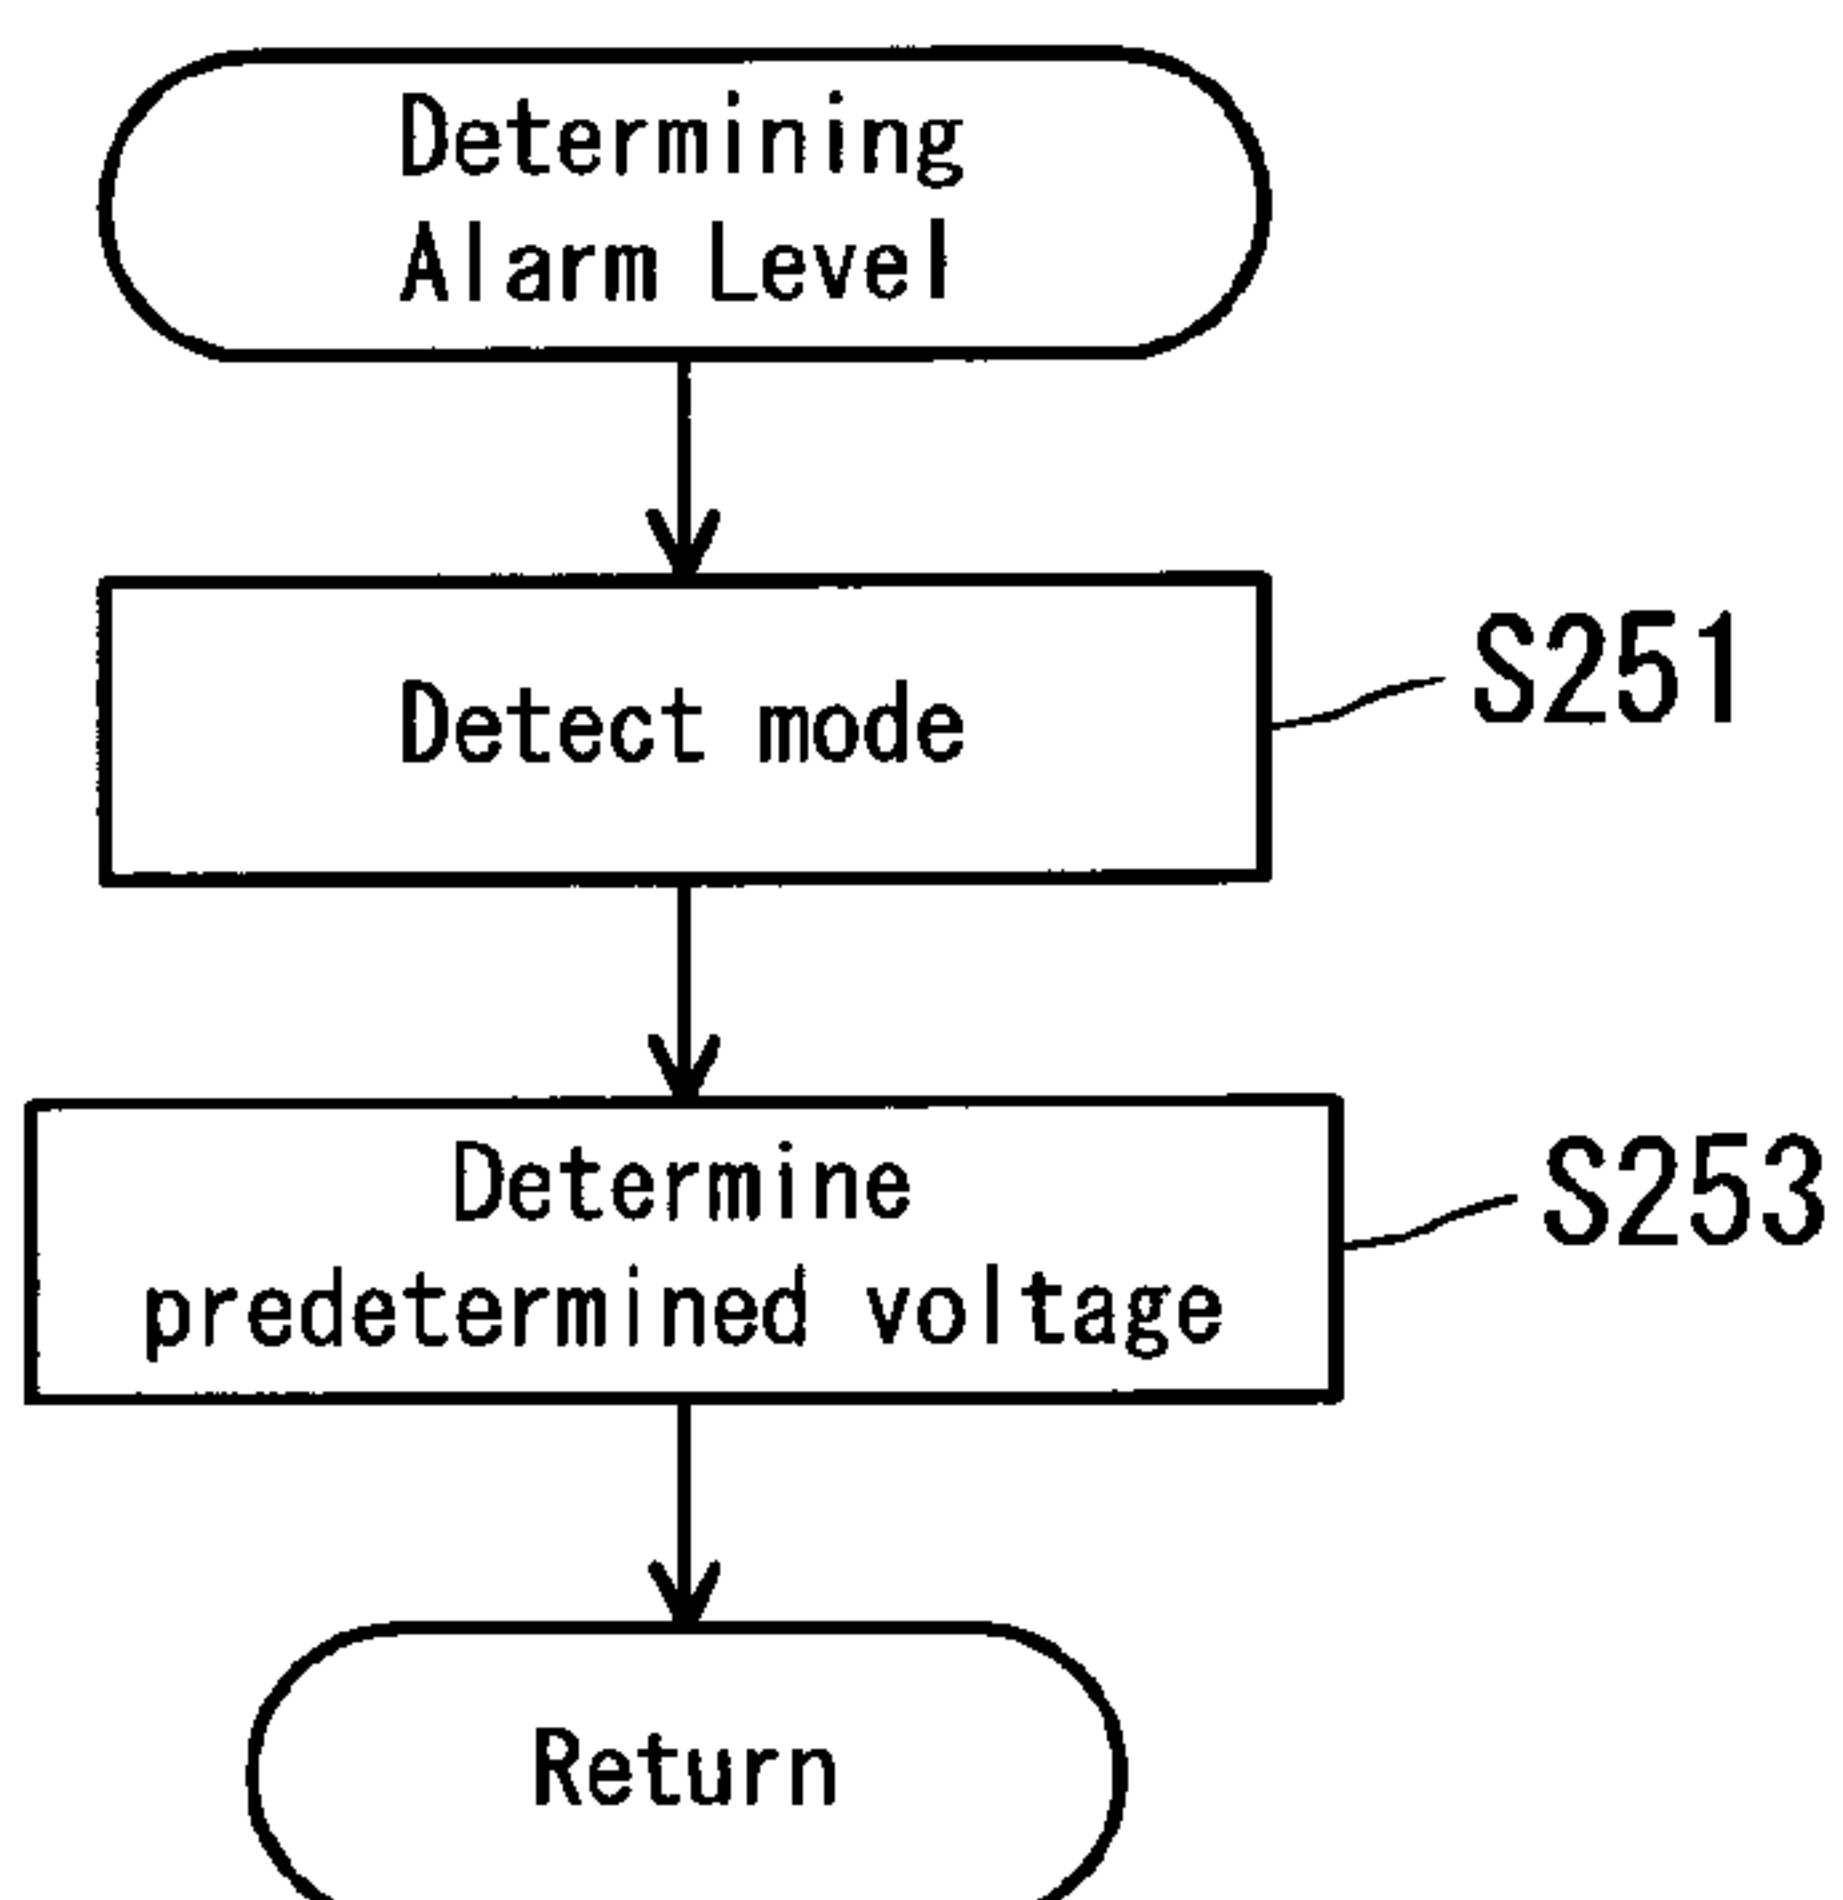 Determining
Alarm Level
Detect mode
S251
Determine
predetermined voltage
S253
Return